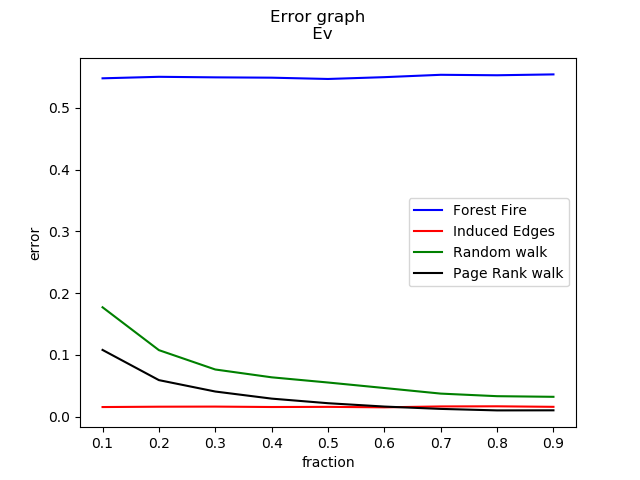 Error graph
Ev
error
0.5
0.4
0.3
0.2
0.1
0.0
Forest Fire
Induced Edges
Random walk
Page Rank walk
0.1 0.2 0.3 0.4 0.5 0.6 0.7 0.8 0.9
fraction